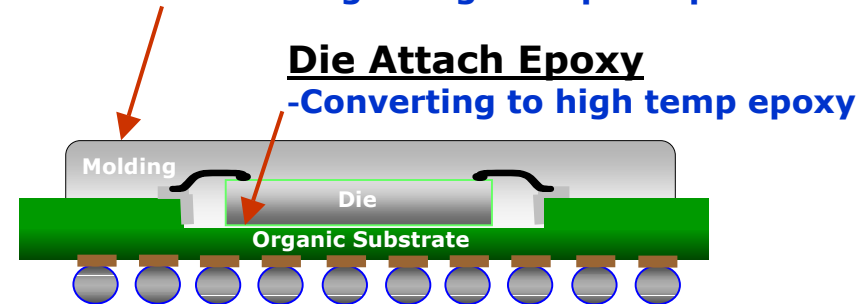 Die Attach Epoxy
-Converting to high temp epoxy
Molding
Die
Organic Substrate